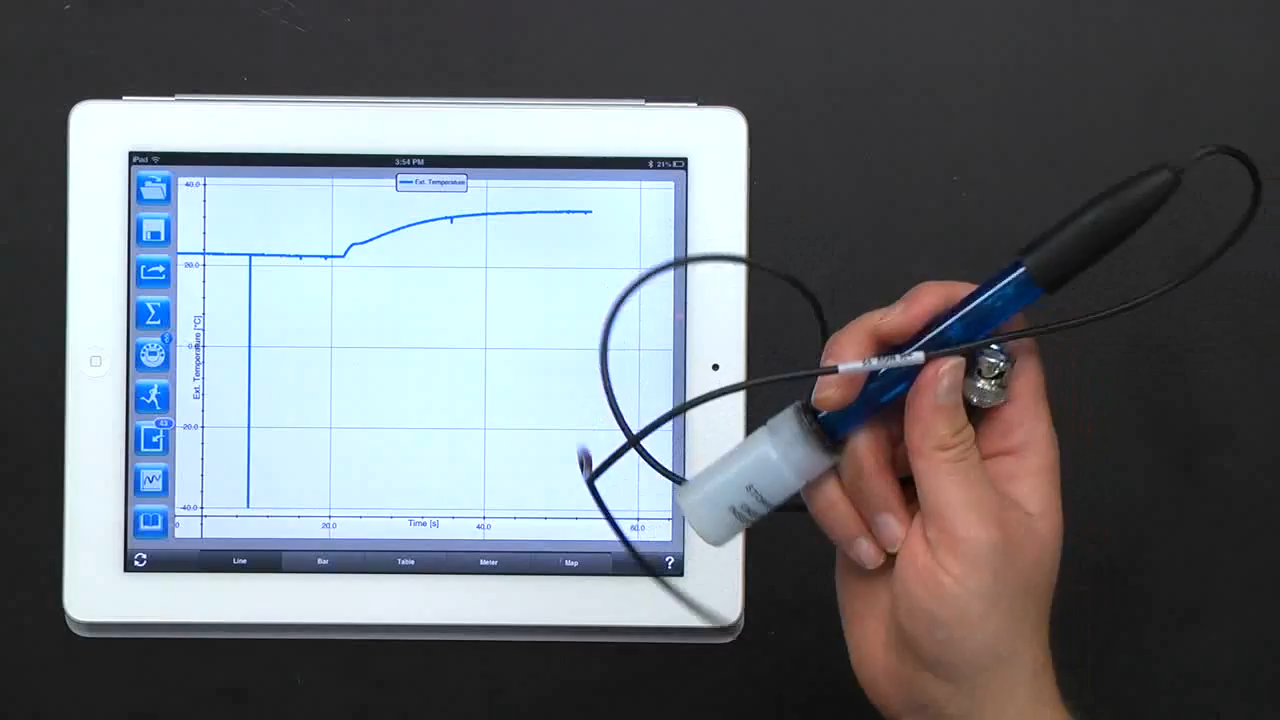 iPad
3:54 PM
21%
Ext. Temperature
40.0
20.0
0.0
-20.0
-40.0
Ext. Temperature [°C]
0
20.0
40.0
60.0
Time [s]
43
Line
Bar
Table
Meter
Map
?